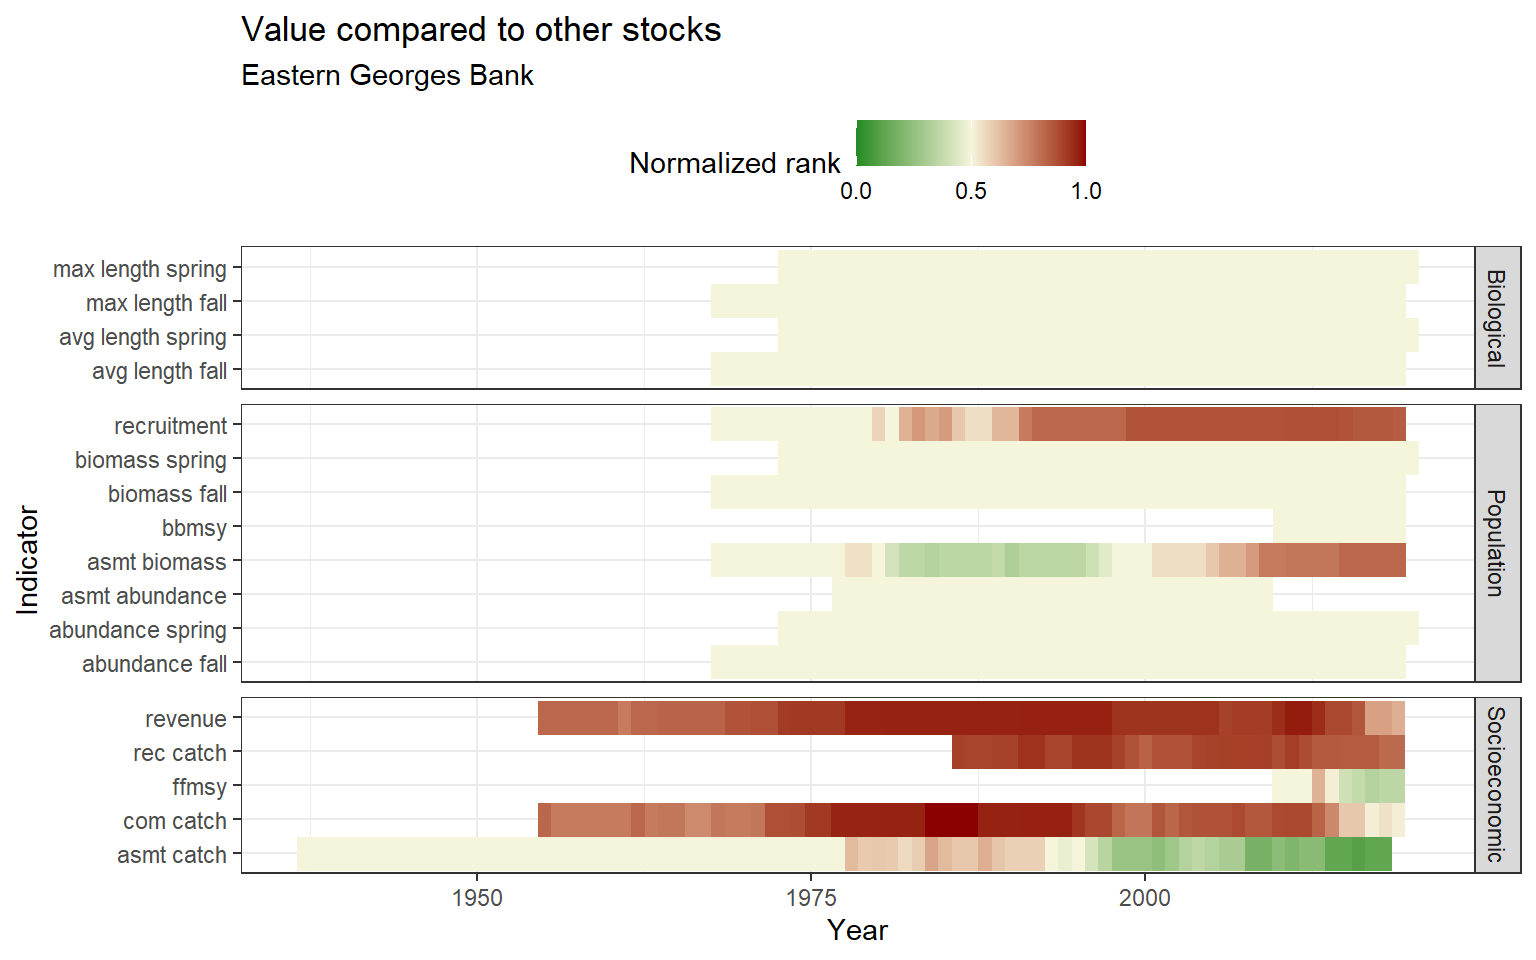 Value compared to other stocks
Eastern Georges Bank
Normalized rank
0.0 0.5 1.0
max length spring
max length fall
avg length spring
avg length fall
Biological
recruitment
biomass spring
biomass fall
bbmsy
asmt biomass
asmt abundance
abundance spring
abundance fall
Population
revenue
rec catch
ffmsy
com catch
asmt catch
Socioeconomic
Indicator
1950 1975 2000
Year